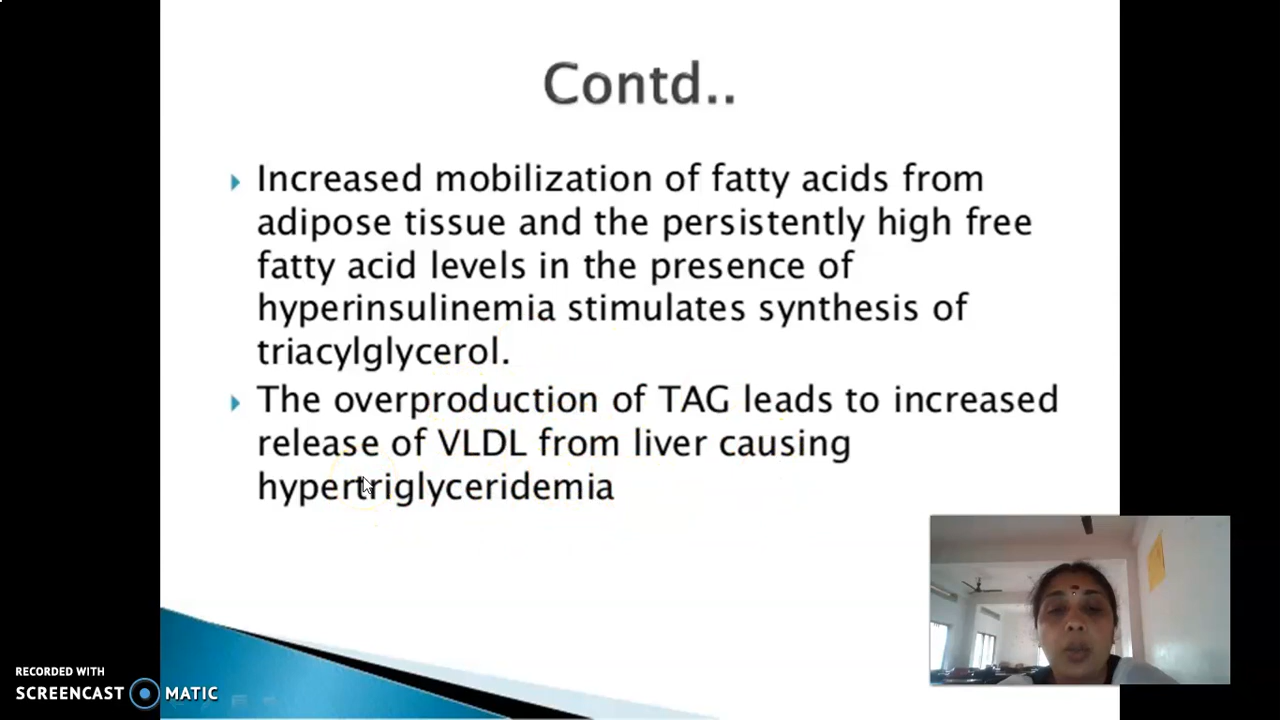 Contd..
Increased mobilization of fatty acids from
adipose tissue and the persistently high free
fatty acid levels in the presence of
hyperinsulinemia stimulates synthesis of
triacylglycerol.
The overproduction of TAG leads to increased
release of VLDL from liver causing
hypertriglyceridemia
RECORDED WITH
SCREENCAST MATIC